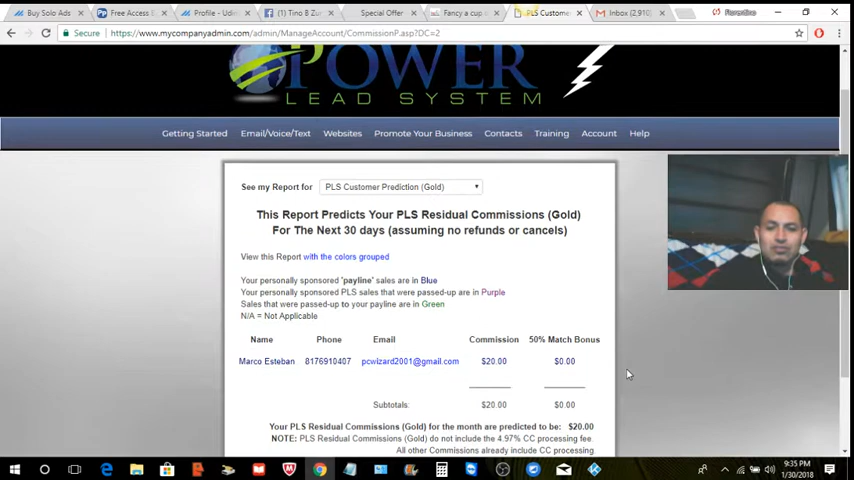 Buy Solo Ads
Free Access
Profile - Udi
Tino B Zu
Special Offer
Fancy a cup
PLS Custome
Inbox (2,910)
Florentino
Secure
https://www.mycompanyadmin.com/admin/ManageAccount/CommissionP.asp?DC=2
POWER
LEAD SYSTEM
Getting Started Email/Voice/Text Websites Promote Your Business Contacts Training Account Help
See my Report for PLS Customer Prediction (Gold)
This Report Predicts Your PLS Residual Commissions (Gold)
For The Next 30 days (assuming no refunds or cancels)
View this Report with the colors grouped
Your personally sponsored 'payline' sales are in Blue
Your personally sponsored PLS sales that were passed-up are in Purple
Sales that were passed-up to your payline are in Green
N/A = Not Applicable
Name Phone Email Commission 50% Match Bonus
Marco Esteban 8176910407 pcwizard2001@gmail.com $20.00 $0.00
Subtotals: $20.00 $0.00
Your PLS Residual Commissions (Gold) for the month are predicted to be: $20.00
NOTE: PLS Residual Commissions (Gold) do not include the 4.97% CC processing fee.
All other Commissions already include CC processing
9:35 PM
1/30/2018